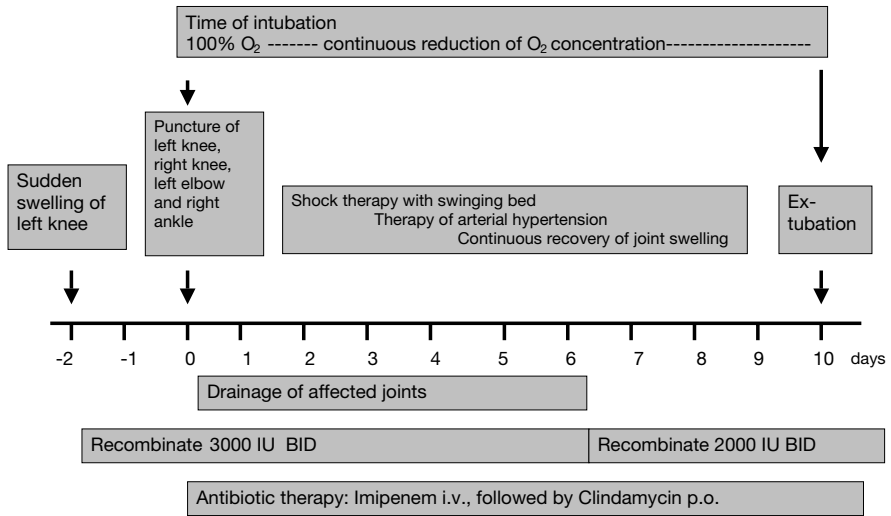 Time of intubation
100% O₂ ------- continuous reduction of O₂ concentration--------------------
Puncture of
left knee,
right knee,
left elbow
and right
ankle
Sudden
swelling of
left knee
Shock therapy with swinging bed
Therapy of arterial hypertension
Continuous recovery of joint swelling
Ex-
tubation
-2 -1 0 1 2 3 4 5 6 7 8 9 10 days
Drainage of affected joints
Recombinate 3000 IU BID Recombinate 2000 IU BID
Antibiotic therapy: Imipenem i.v., followed by Clindamycin p.o.